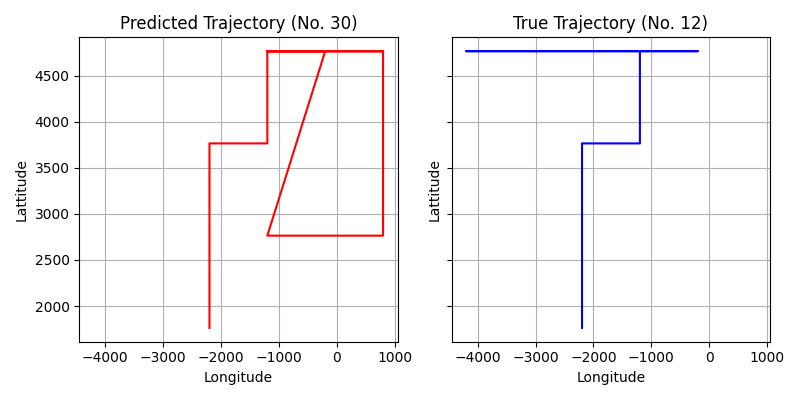 Predicted Trajectory (No. 30)
True Trajectory (No. 12)
Lattitude
4500
4000
3500
3000
2500
2000
−4000 −3000 −2000 −1000 0 1000
Longitude
Lattitude
−4000 −3000 −2000 −1000 0 1000
Longitude